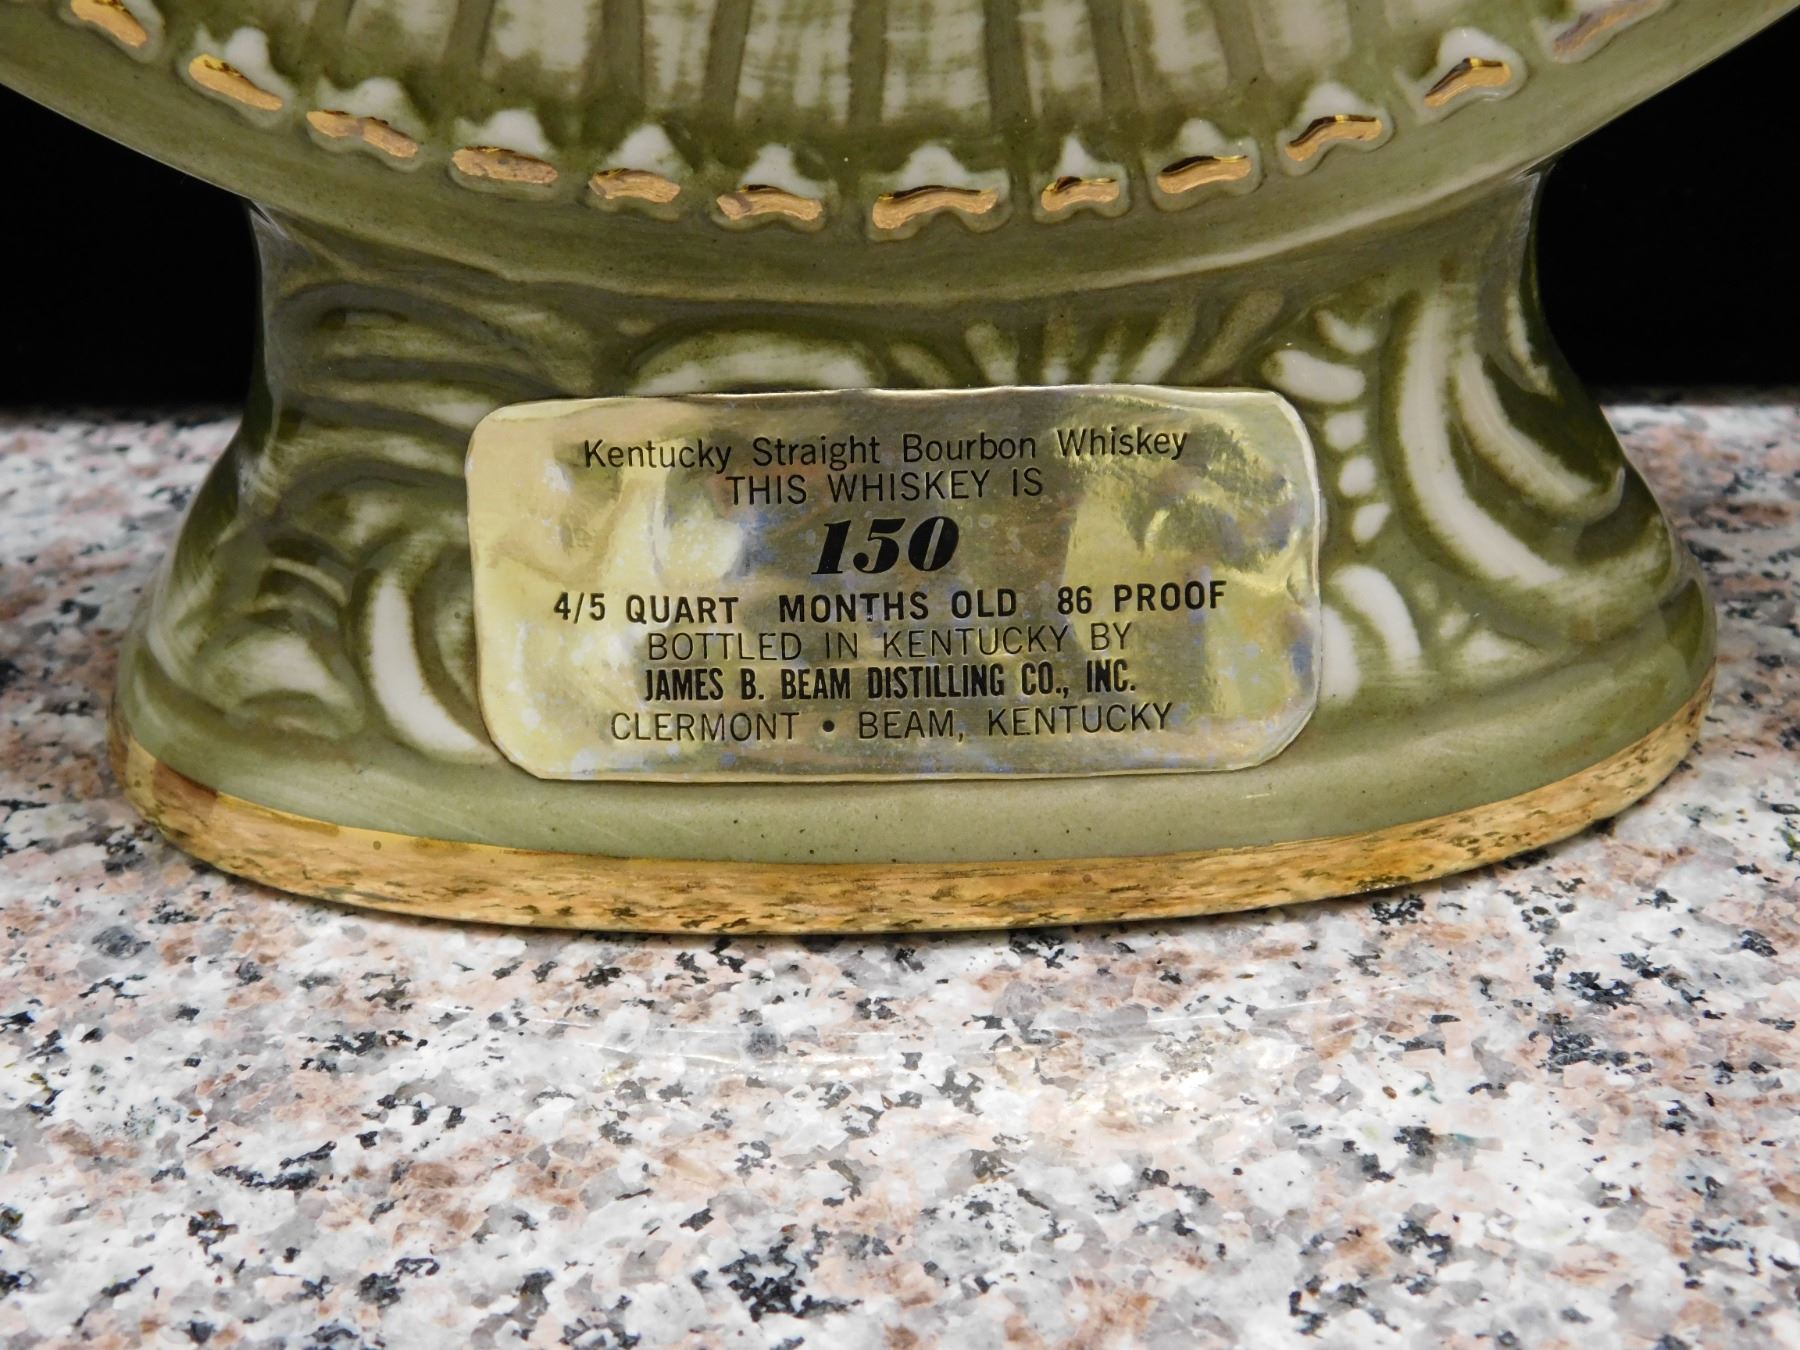 Kentucky Straight Bourbon Whiskey
THIS WHISKEY IS
150
4/5 QUART MONTHS OLD 86 PROOF
BOTTLED IN KENTUCKY BY
JAMES B. BEAM DISTILLING CO., INC.
CLERMONT • BEAM, KENTUCKY